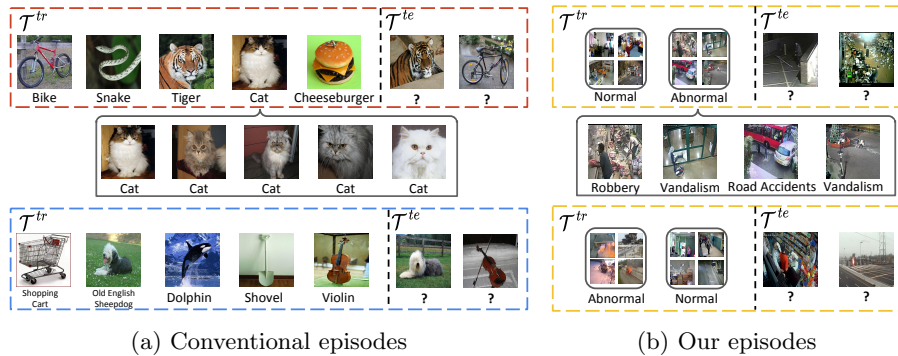 T^tr T^te
Bike Snake Tiger Cat Cheeseburger ? ?
Cat Cat Cat Cat Cat
T^tr T^te
Shopping Cart Old English Sheepdog Dolphin Shovel Violin ? ?
(a) Conventional episodes
T^tr T^te
Normal Abnormal ? ?
Robbery Vandalism Road Accidents Vandalism
T^tr T^te
Abnormal Normal ? ?
(b) Our episodes